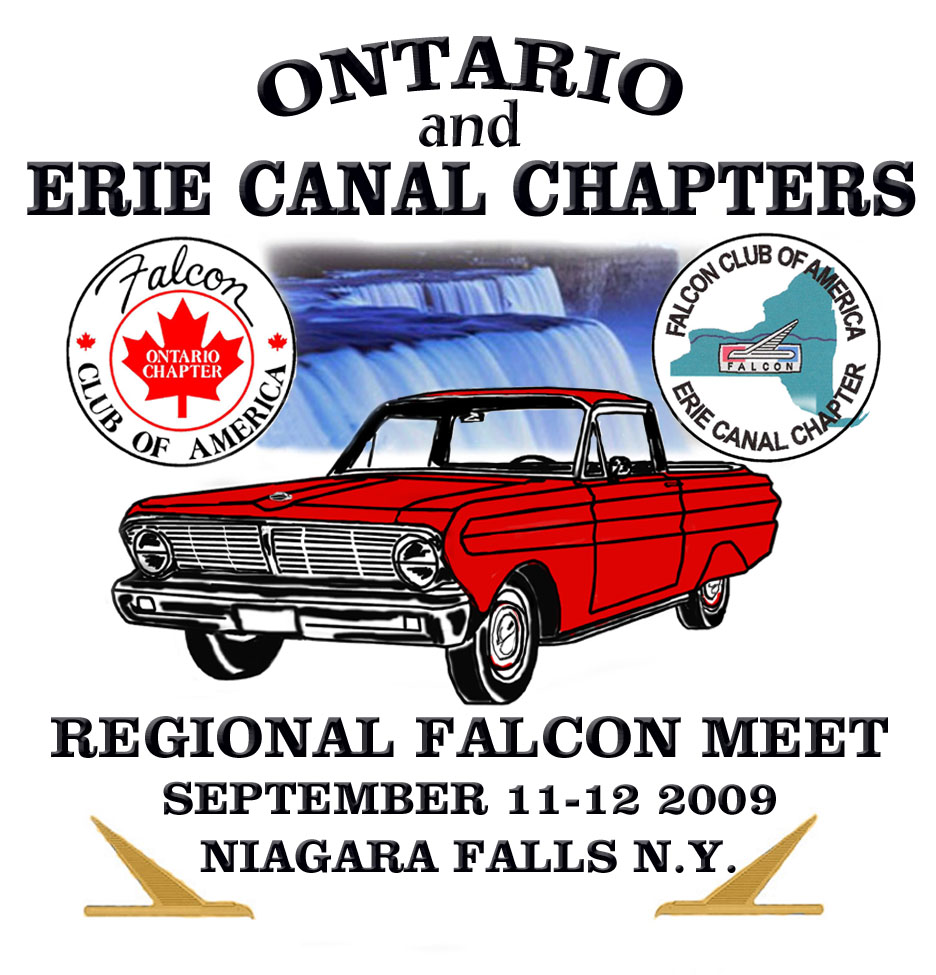 ONTARIO
and
ERIE CANAL CHAPTERS
Falcon
ONTARIO
CHAPTER
CLUB OF AMERICA
FALCON CLUB OF AMERICA
FALCON
ERIE CANAL CHAPTER
REGIONAL FALCON MEET
SEPTEMBER 11-12 2009
NIAGARA FALLS N.Y.